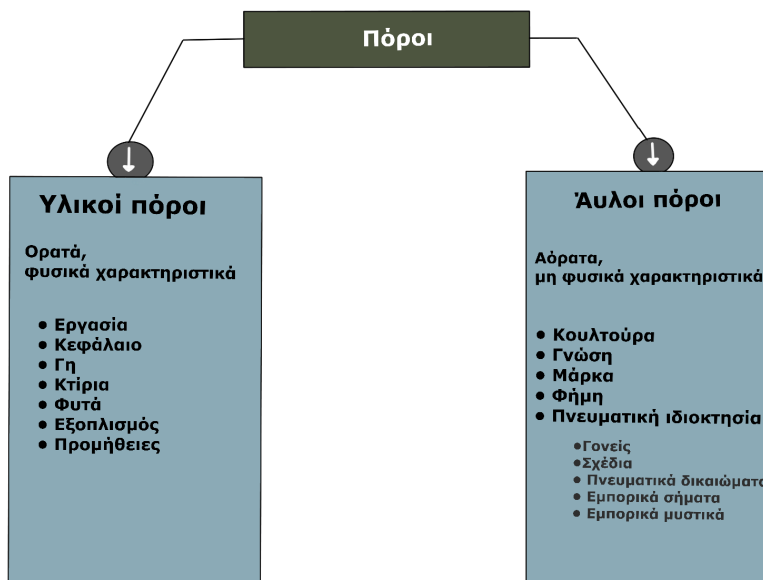 Πόροι
Υλικοί πόροι
Ορατά,
φυσικά χαρακτηριστικά
• Εργασία
• Κεφάλαιο
• Γη
• Κτίρια
• Φυτά
• Εξοπλισμός
• Προμήθειες
Άυλοι πόροι
Αόρατα,
μη φυσικά χαρακτηριστικά
• Κουλτούρα
• Γνώση
• Μάρκα
• Φήμη
• Πνευματική ιδιοκτησία
•Γονείς
•Σχέδια
• Πνευματικά δικαιώματα
• Εμπορικά σήματα
• Εμπορικά μυστικά